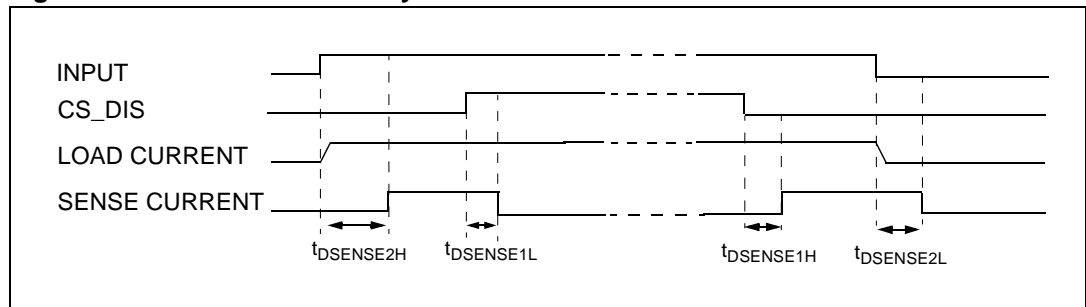 INPUT
CS_DIS
LOAD CURRENT
SENSE CURRENT
tDSENSE2H tDSENSE1L tDSENSE1H tDSENSE2L